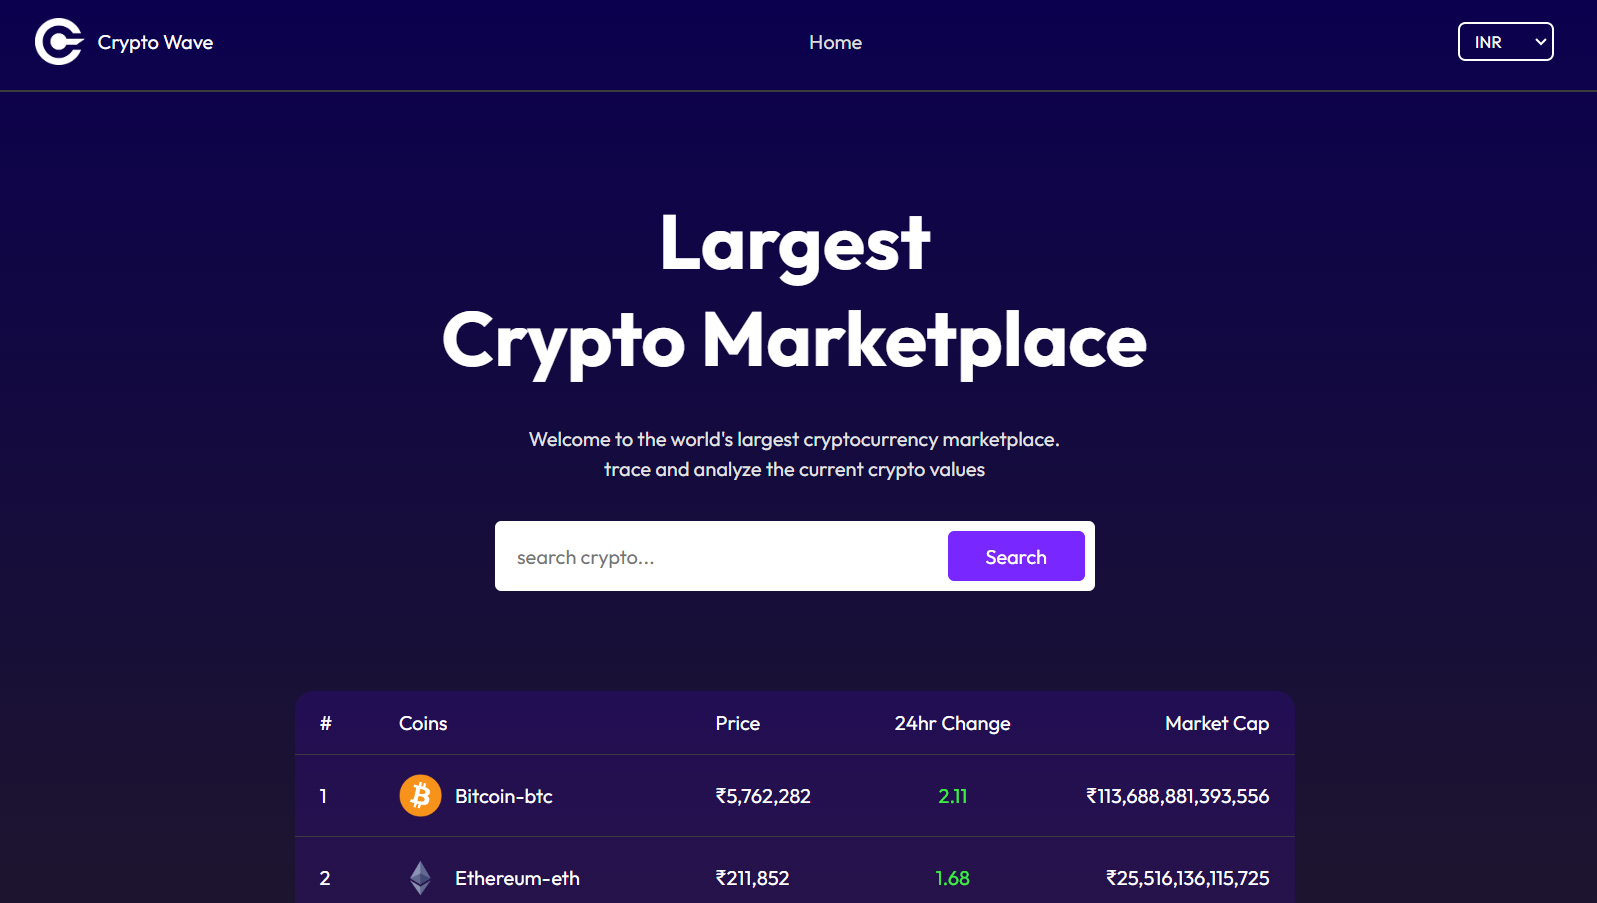 Crypto Wave Home INR
Largest
Crypto Marketplace
Welcome to the world's largest cryptocurrency marketplace.
trace and analyze the current crypto values
search crypto... Search
# Coins Price 24hr Change Market Cap
1 Bitcoin-btc ₹5,762,282 2.11 ₹113,688,881,393,556
2 Ethereum-eth ₹211,852 1.68 ₹25,516,136,115,725